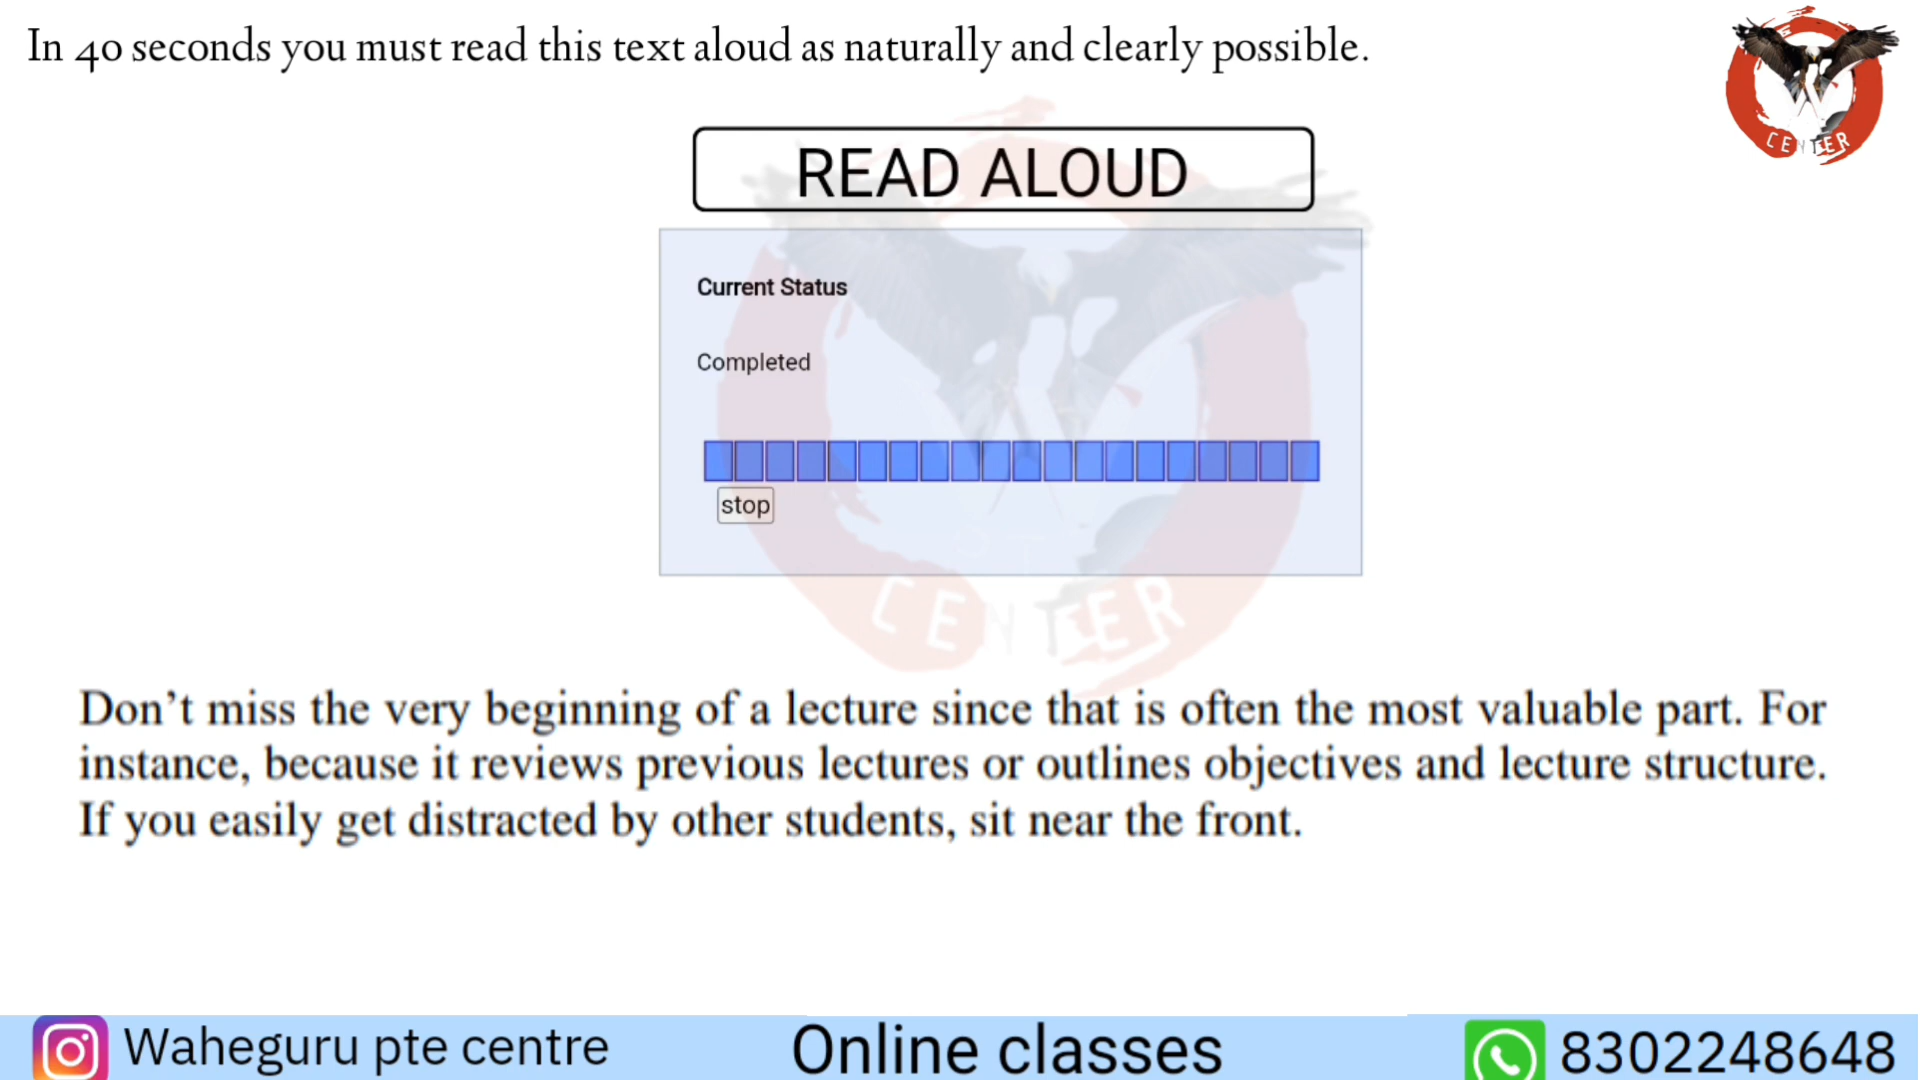 In 40 seconds you must read this text aloud as naturally and clearly possible.
CENTER
READ ALOUD
Current Status
Completed
stop
CENTER
Don't miss the very beginning of a lecture since that is often the most valuable part. For
instance, because it reviews previous lectures or outlines objectives and lecture structure.
If you easily get distracted by other students, sit near the front.
Waheguru pte centre
Online classes
8302248648